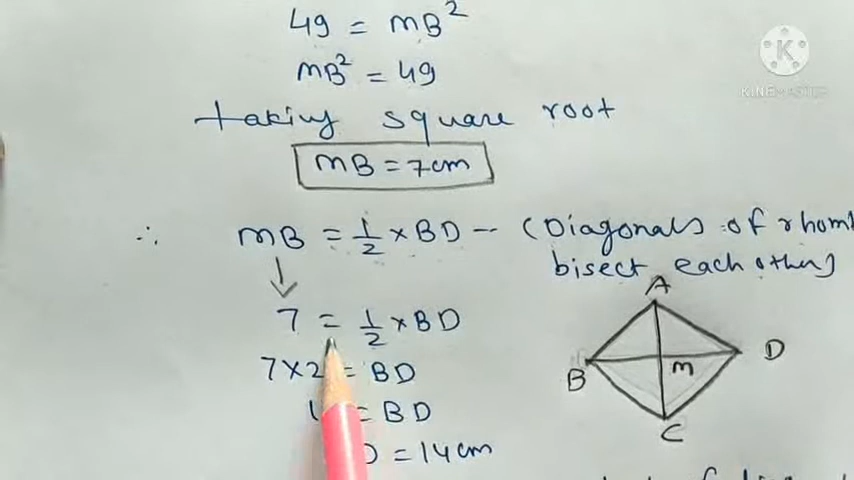 49 = MB²
MB² = 49
taking square root
MB = 7cm
∴ MB = 1/2 × BD -- (Diagonals of rhom
bisect each other)
7 = 1/2 × BD
7×2 = BD
= BD
= 14cm
A
B
M
D
C
K
KINEMASTER